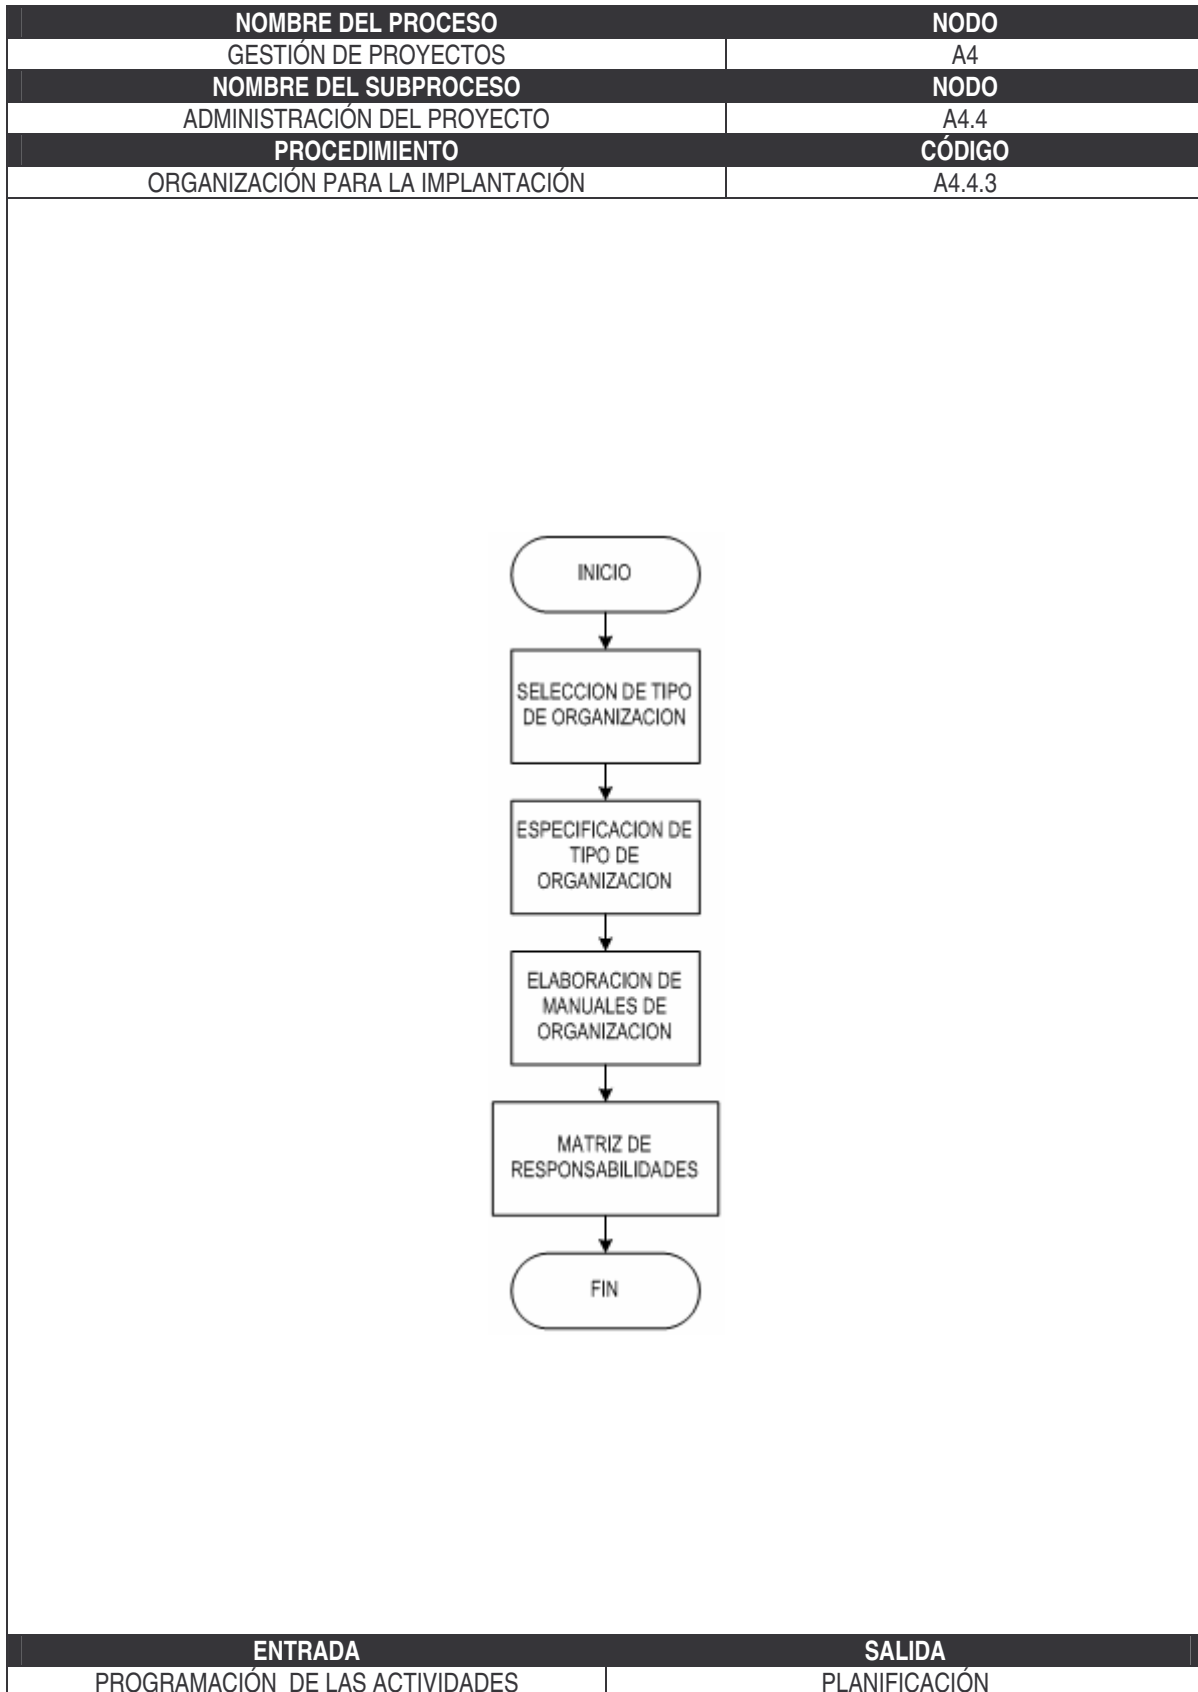 NOMBRE DEL PROCESO NODO
GESTIÓN DE PROYECTOS A4
NOMBRE DEL SUBPROCESO NODO
ADMINISTRACIÓN DEL PROYECTO A4.4
PROCEDIMIENTO CÓDIGO
ORGANIZACIÓN PARA LA IMPLANTACIÓN A4.4.3
INICIO
SELECCION DE TIPO
DE ORGANIZACION
ESPECIFICACION DE
TIPO DE
ORGANIZACION
ELABORACION DE
MANUALES DE
ORGANIZACION
MATRIZ DE
RESPONSABILIDADES
FIN
ENTRADA SALIDA
PROGRAMACIÓN DE LAS ACTIVIDADES PLANIFICACIÓN